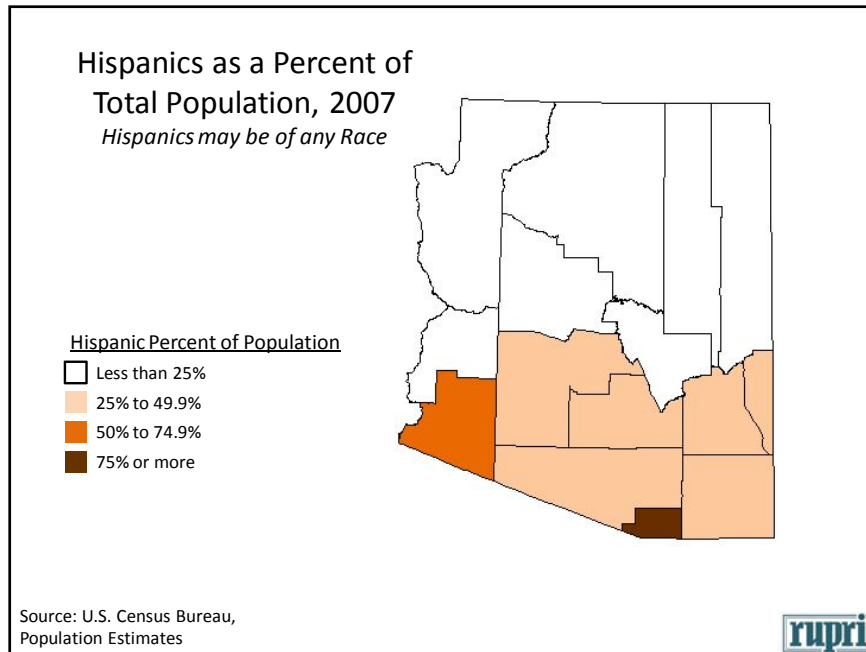 Hispanics as a Percent of
Total Population, 2007
Hispanics may be of any Race
Hispanic Percent of Population
Less than 25%
25% to 49.9%
50% to 74.9%
75% or more
Source: U.S. Census Bureau,
Population Estimates
rupri